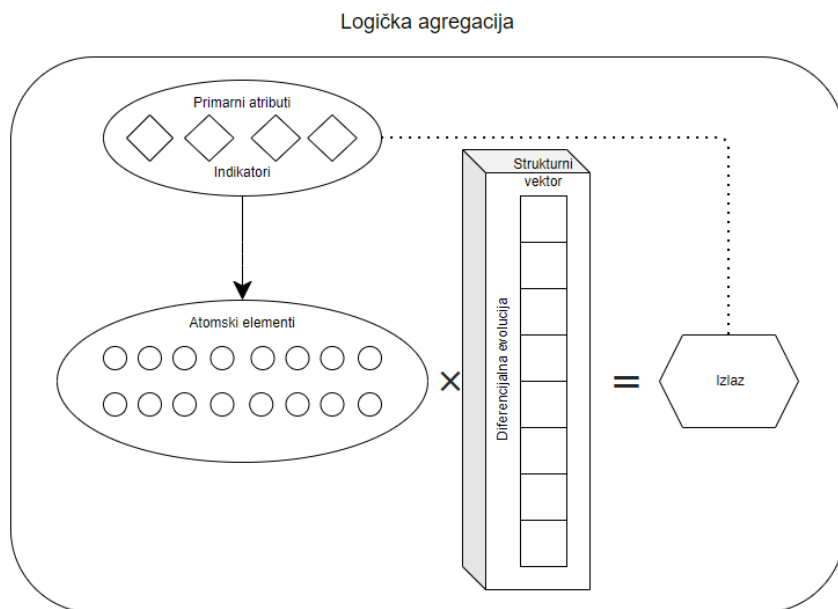 Logička agregacija
Primarni atributi
Indikatori
Strukturni
vektor
Atomski elementi
Diferencijalna evolucija
×
=
Izlaz